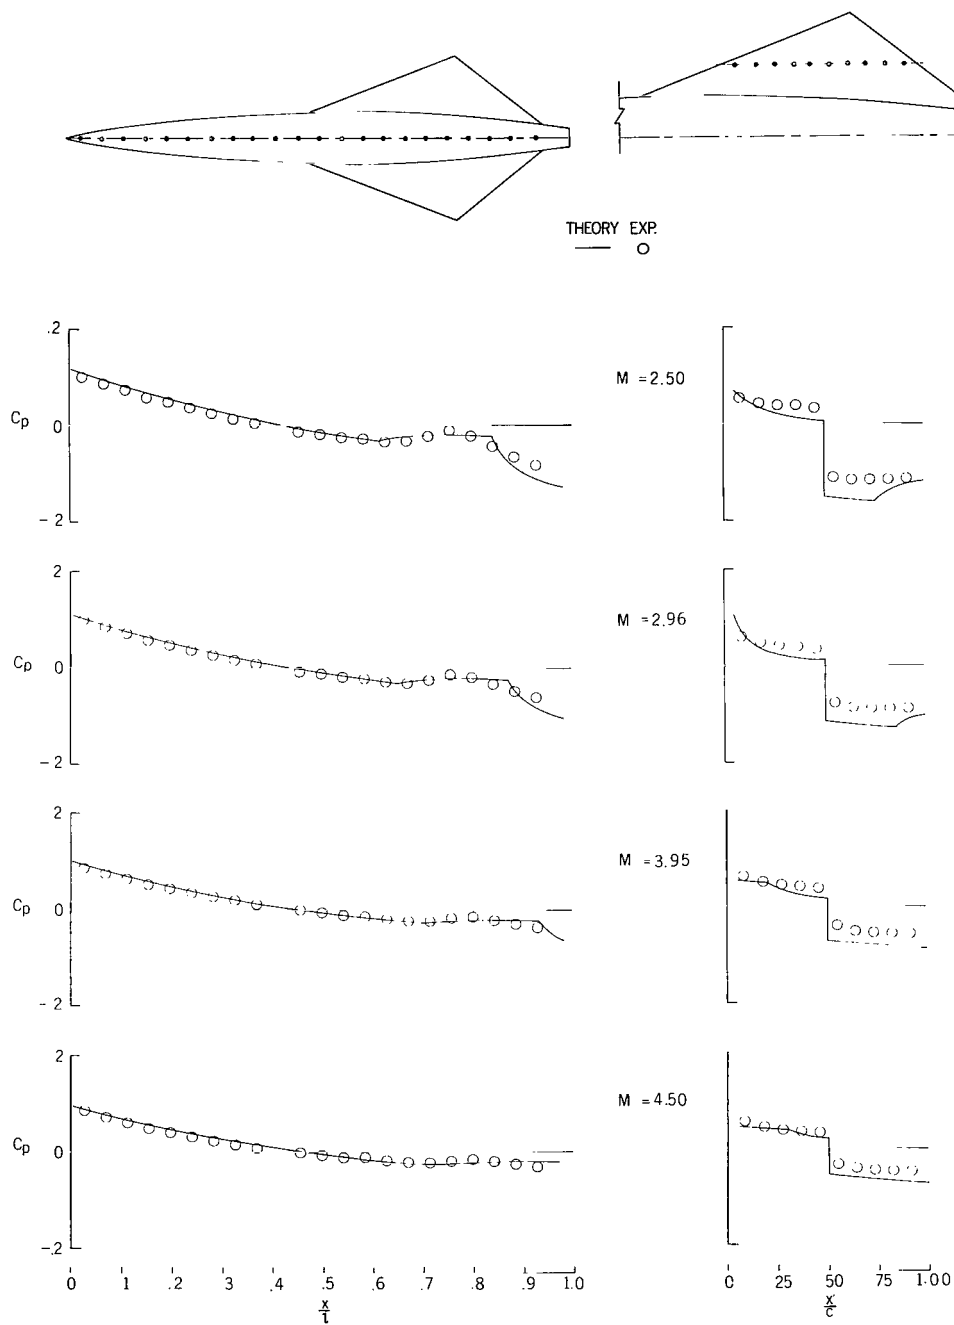 THEORY EXP.
.2
Cp
0
- 2
M = 2.50
2
Cp
0
- 2
M = 2.96
2
Cp
0
- 2
M = 3.95
2
Cp
0
-.2
M = 4.50
0 1 .2 .3 .4 .5 .6 .7 .8 .9 1.0
x
l
0 25 50 75 1.00
x'
c